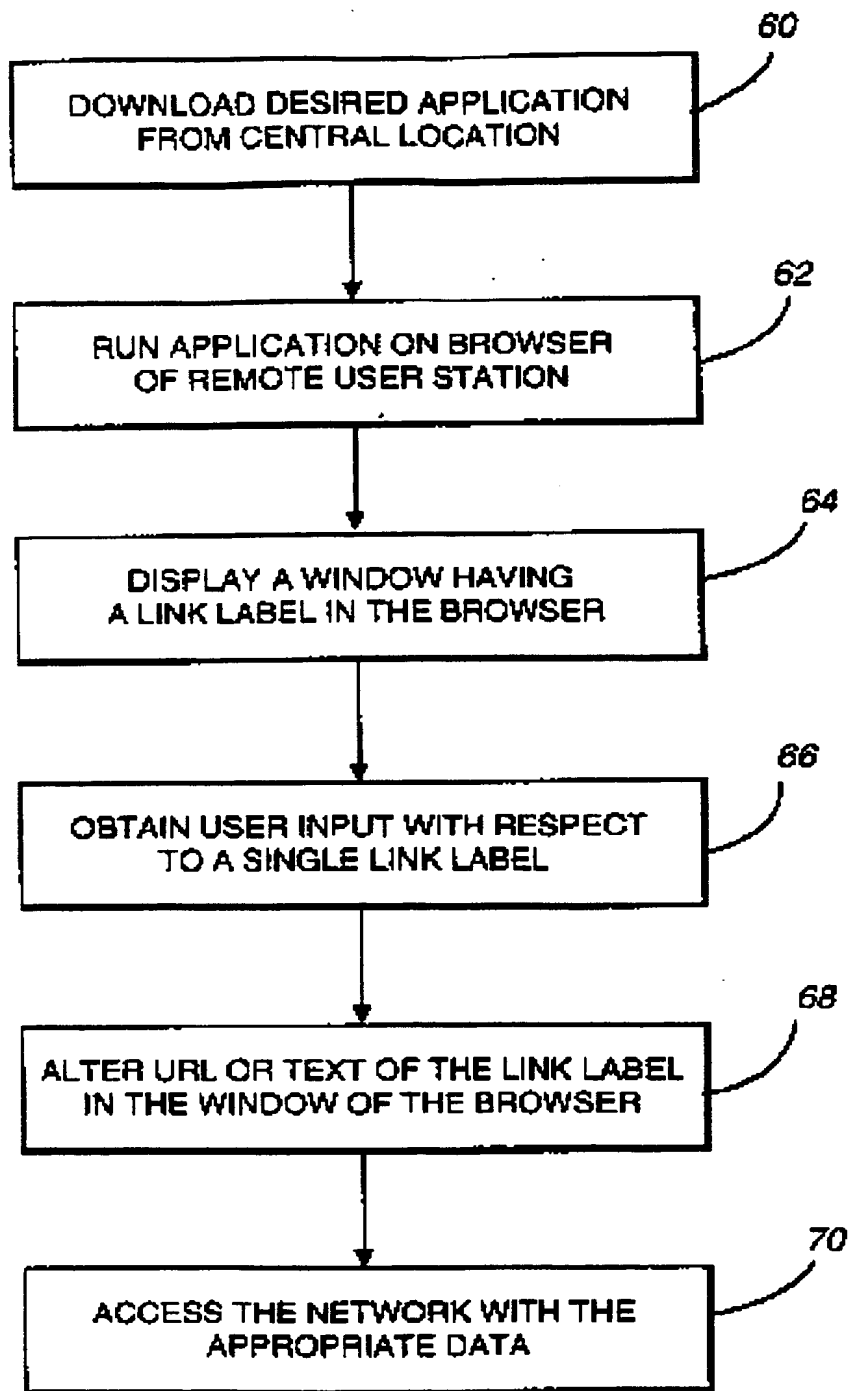 60
DOWNLOAD DESIRED APPLICATION
FROM CENTRAL LOCATION
62
RUN APPLICATION ON BROWSER
OF REMOTE USER STATION
64
DISPLAY A WINDOW HAVING
A LINK LABEL IN THE BROWSER
66
OBTAIN USER INPUT WITH RESPECT
TO A SINGLE LINK LABEL
68
ALTER URL OR TEXT OF THE LINK LABEL
IN THE WINDOW OF THE BROWSER
70
ACCESS THE NETWORK WITH THE
APPROPRIATE DATA